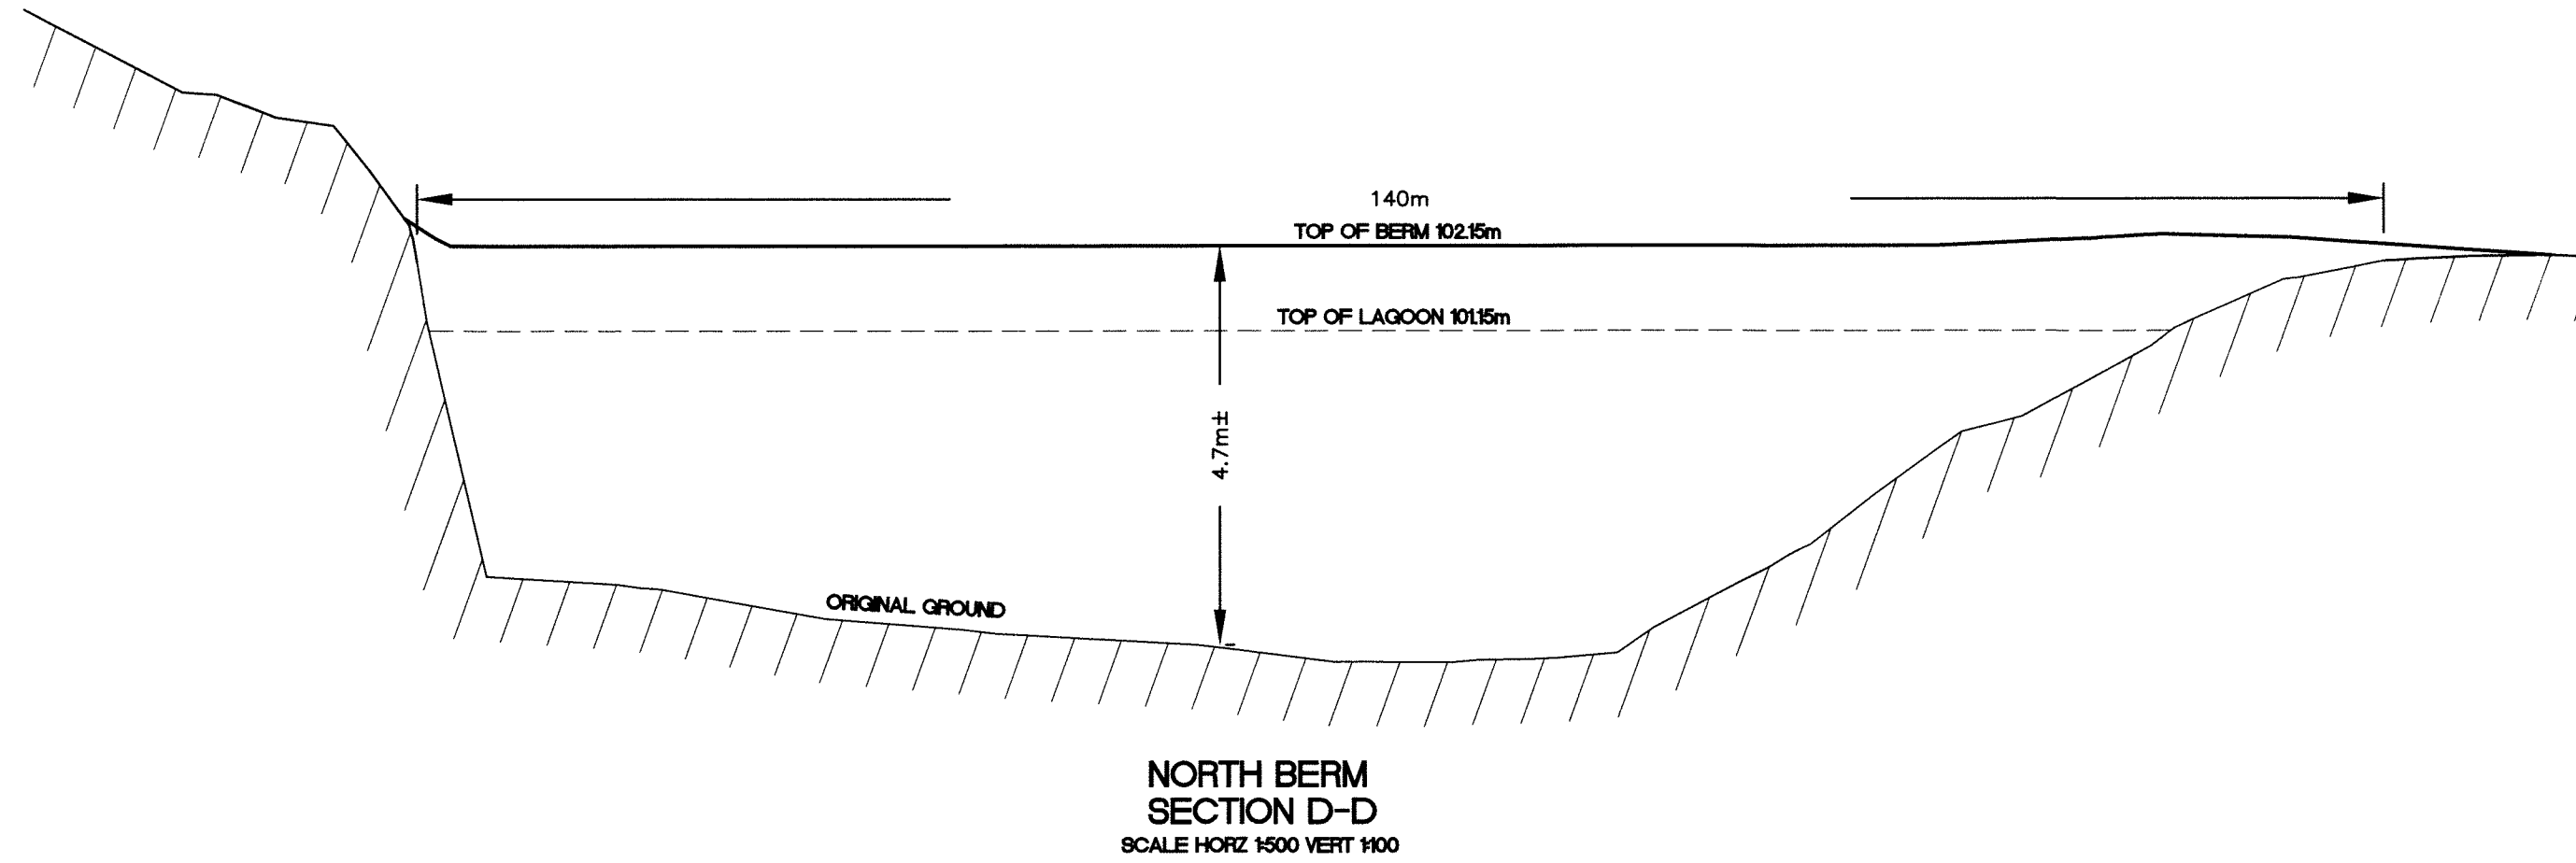 140m
TOP OF BERM 102.15m
TOP OF LAGOON 101.15m
4.7m±
ORIGINAL GROUND
NORTH BERM
SECTION D-D
SCALE HORZ 1:500 VERT 1:100